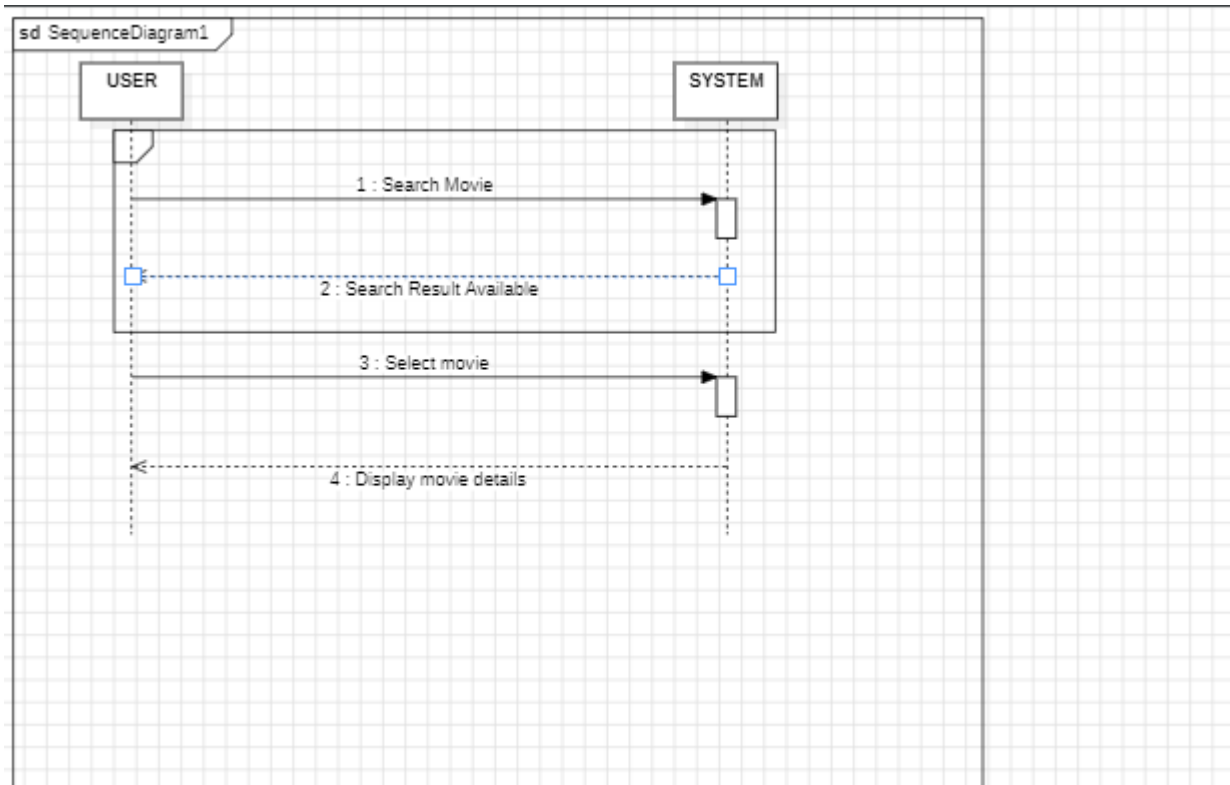 sd SequenceDiagram1
USER
SYSTEM
1 : Search Movie
2 : Search Result Available
3 : Select movie
4 : Display movie details